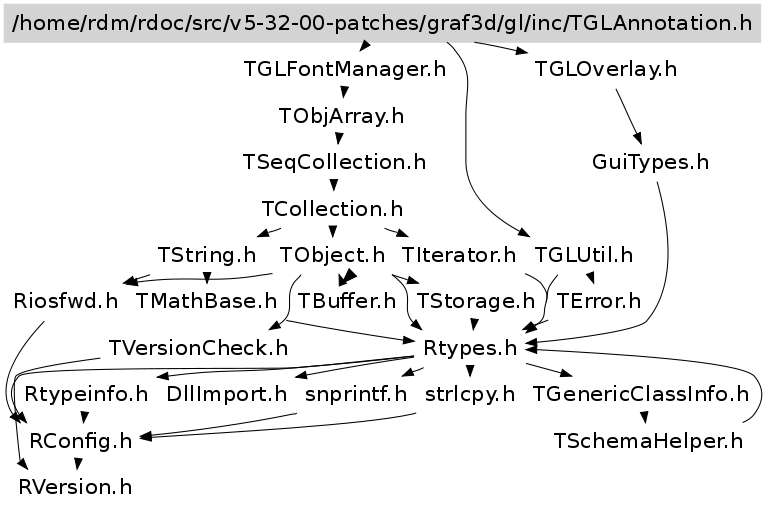 /home/rdm/rdoc/src/v5-32-00-patches/graf3d/gl/inc/TGLAnnotation.h
TGLFontManager.h TGLOverlay.h
TObjArray.h
TSeqCollection.h GuiTypes.h
TCollection.h
TString.h TObject.h TIterator.h TGLUtil.h
Riosfwd.h TMathBase.h TBuffer.h TStorage.h TError.h
TVersionCheck.h Rtypes.h
Rtypeinfo.h DllImport.h snprintf.h strlcpy.h TGenericClassInfo.h
RConfig.h TSchemaHelper.h
RVersion.h